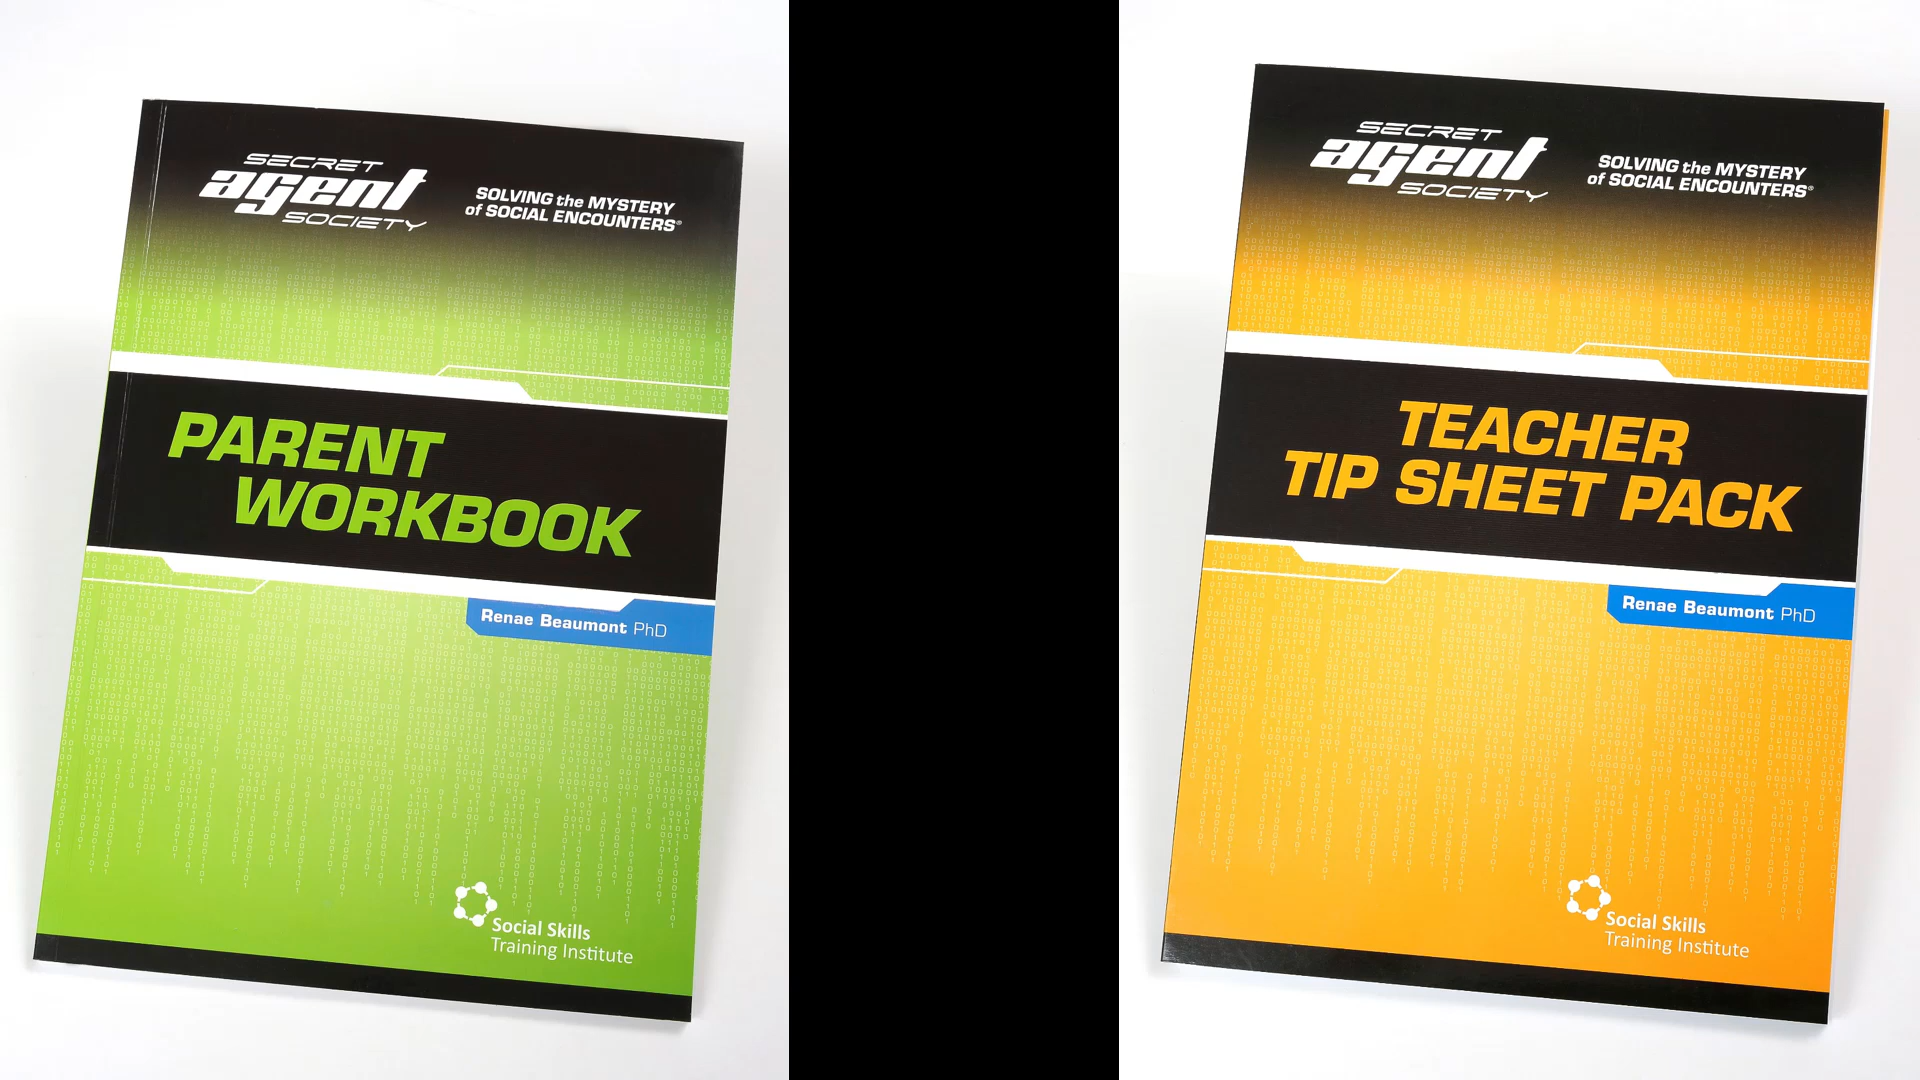 SECRET
agent
SOCIETY
SOLVING the MYSTERY
of SOCIAL ENCOUNTERS®
PARENT
WORKBOOK
Renae Beaumont PhD
Social Skills
Training Institute
SECRET
agent
SOCIETY
SOLVING the MYSTERY
of SOCIAL ENCOUNTERS®
TEACHER
TIP SHEET PACK
Renae Beaumont PhD
Social Skills
Training Institute